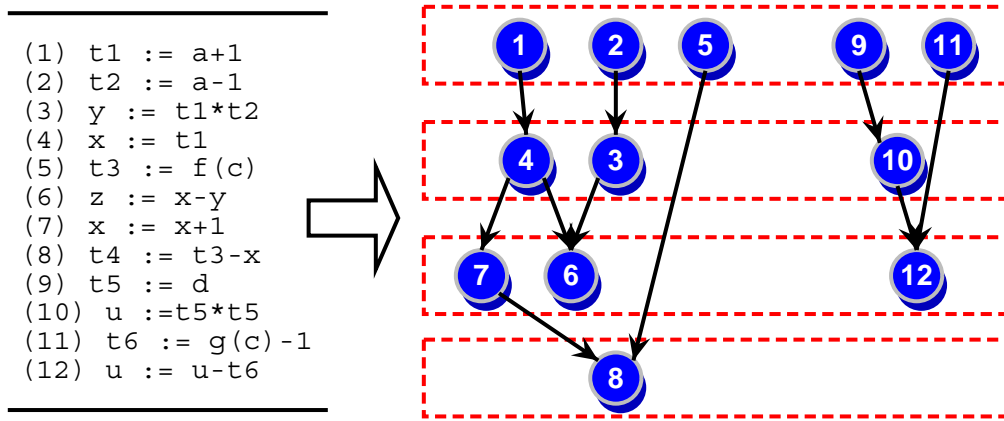 (1) t1 := a+1
(2) t2 := a-1
(3) y := t1*t2
(4) x := t1
(5) t3 := f(c)
(6) z := x-y
(7) x := x+1
(8) t4 := t3-x
(9) t5 := d
(10) u :=t5*t5
(11) t6 := g(c)-1
(12) u := u-t6
1 2 5 9 11
4 3 10
7 6 12
8